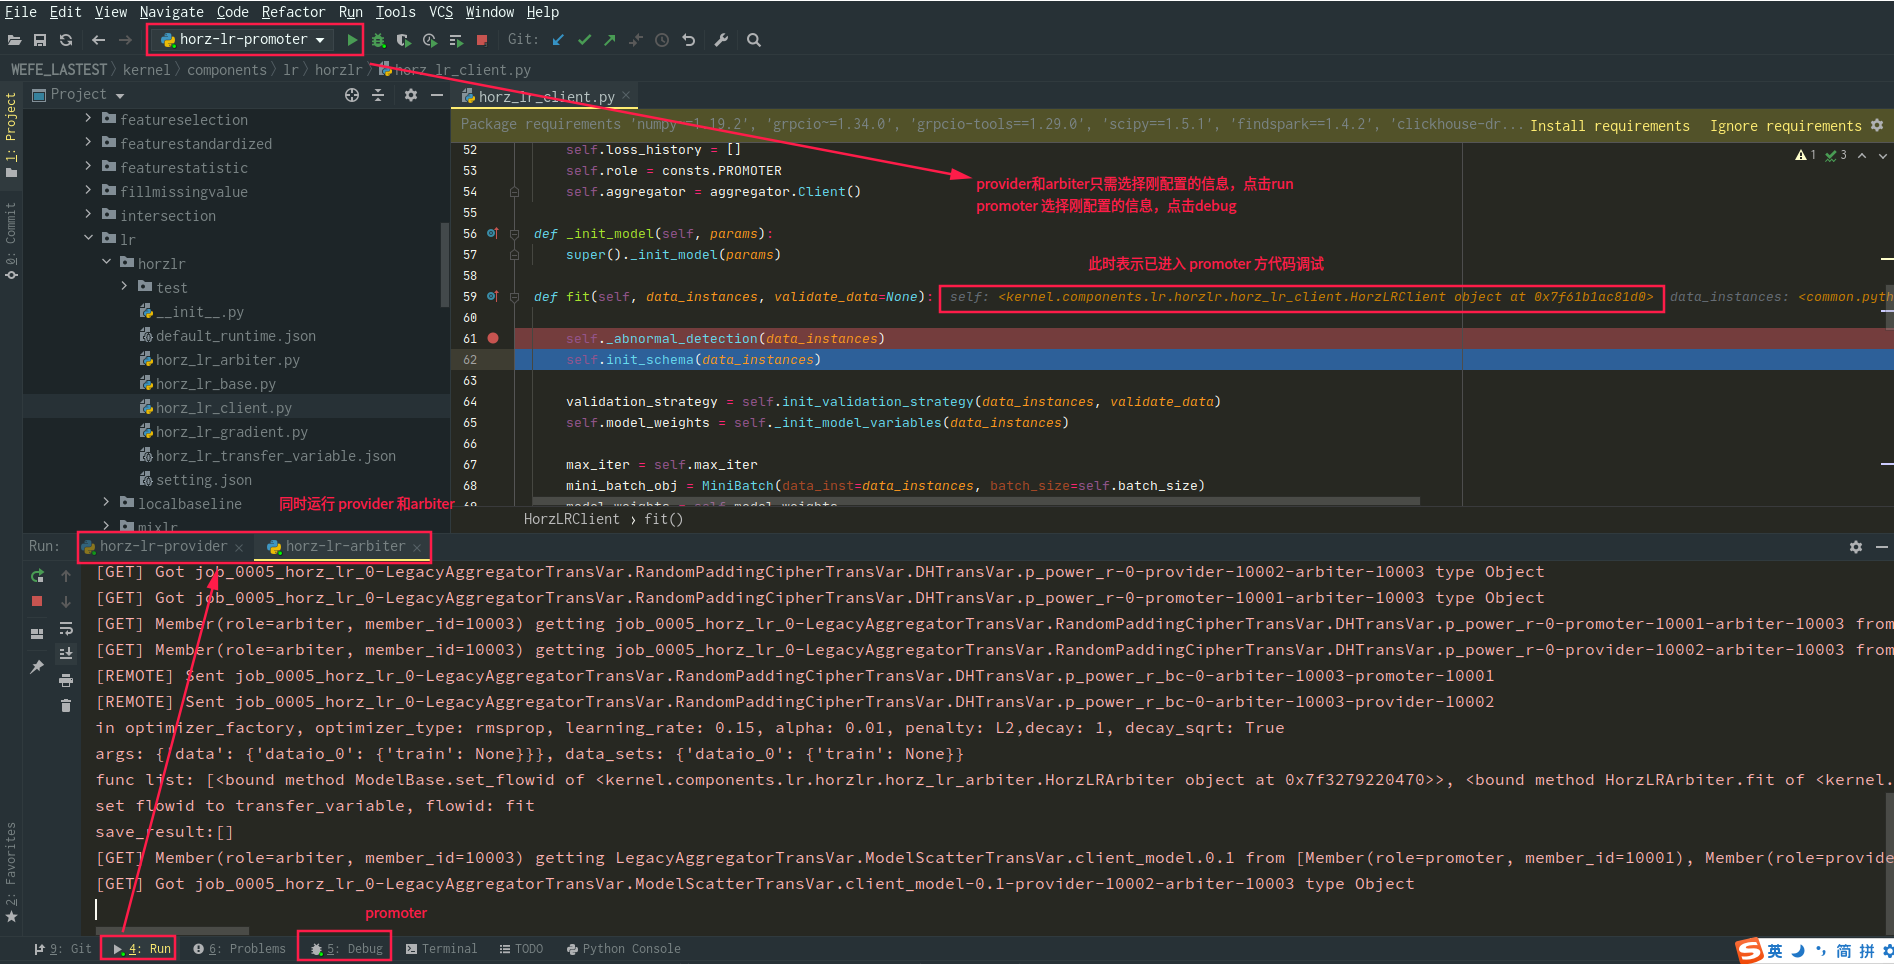 File Edit View Navigate Code Refactor Run Tools VCS Window Help
horz-lr-promoter Git:
WEFE_LASTEST kernel components lr horzlr horz_lr_client.py
Project
horz_lr_client.py
1: Project
0: Commit
2: Favorites
featureselection
featurestandardized
featurestatistic
fillmissingvalue
intersection
lr
horzlr
test
__init__.py
default_runtime.json
horz_lr_arbiter.py
horz_lr_base.py
horz_lr_client.py
horz_lr_gradient.py
horz_lr_transfer_variable.json
setting.json
localbaseline
mixlr
同时运行 provider 和arbiter
Package requirements 'numpy~=1.19.2', 'grpcio~=1.34.0', 'grpcio-tools==1.29.0', 'scipy==1.5.1', 'findspark==1.4.2', 'clickhouse-dr... Install requirements Ignore requirements
1 3
52 self.loss_history = []
53 self.role = consts.PROMOTER
54 self.aggregator = aggregator.Client()
55
56 def _init_model(self, params):
57 super()._init_model(params)
58
59 def fit(self, data_instances, validate_data=None): self: <kernel.components.lr.horzlr.horz_lr_client.HorzLRClient object at 0x7f61b1ac81d0> data_instances: <common.pyth
60
61 self._abnormal_detection(data_instances)
62 self.init_schema(data_instances)
63
64 validation_strategy = self.init_validation_strategy(data_instances, validate_data)
65 self.model_weights = self._init_model_variables(data_instances)
66
67 max_iter = self.max_iter
68 mini_batch_obj = MiniBatch(data_inst=data_instances, batch_size=self.batch_size)
69 model_weights = self.model_weights
provider和arbiter只需选择刚配置的信息，点击run
promoter 选择刚配置的信息，点击debug
此时表示已进入 promoter 方代码调试
HorzLRClient › fit()
Run: horz-lr-provider horz-lr-arbiter
[GET] Got job_0005_horz_lr_0-LegacyAggregatorTransVar.RandomPaddingCipherTransVar.DHTransVar.p_power_r-0-provider-10002-arbiter-10003 type Object
[GET] Got job_0005_horz_lr_0-LegacyAggregatorTransVar.RandomPaddingCipherTransVar.DHTransVar.p_power_r-0-promoter-10001-arbiter-10003 type Object
[GET] Member(role=arbiter, member_id=10003) getting job_0005_horz_lr_0-LegacyAggregatorTransVar.RandomPaddingCipherTransVar.DHTransVar.p_power_r-0-promoter-10001-arbiter-10003 from
[GET] Member(role=arbiter, member_id=10003) getting job_0005_horz_lr_0-LegacyAggregatorTransVar.RandomPaddingCipherTransVar.DHTransVar.p_power_r-0-provider-10002-arbiter-10003 from
[REMOTE] Sent job_0005_horz_lr_0-LegacyAggregatorTransVar.RandomPaddingCipherTransVar.DHTransVar.p_power_r_bc-0-arbiter-10003-promoter-10001
[REMOTE] Sent job_0005_horz_lr_0-LegacyAggregatorTransVar.RandomPaddingCipherTransVar.DHTransVar.p_power_r_bc-0-arbiter-10003-provider-10002
in optimizer_factory, optimizer_type: rmsprop, learning_rate: 0.15, alpha: 0.01, penalty: L2,decay: 1, decay_sqrt: True
args: {'data': {'dataio_0': {'train': None}}}, data_sets: {'dataio_0': {'train': None}}
func list: [<bound method ModelBase.set_flowid of <kernel.components.lr.horzlr.horz_lr_arbiter.HorzLRArbiter object at 0x7f3279220470>>, <bound method HorzLRArbiter.fit of <kernel.
set flowid to transfer_variable, flowid: fit
save_result:[]
[GET] Member(role=arbiter, member_id=10003) getting LegacyAggregatorTransVar.ModelScatterTransVar.client_model.0.1 from [Member(role=promoter, member_id=10001), Member(role=provide
[GET] Got job_0005_horz_lr_0-LegacyAggregatorTransVar.ModelScatterTransVar.client_model-0.1-provider-10002-arbiter-10003 type Object
promoter
9: Git 4: Run 6: Problems 5: Debug Terminal TODO Python Console
S 英 简 拼